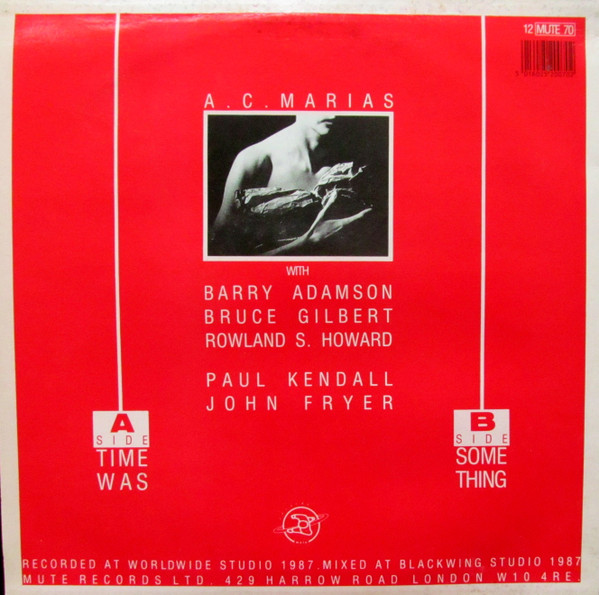 12 MUTE 70
A.C. MARIAS
WITH
BARRY ADAMSON
BRUCE GILBERT
ROWLAND S. HOWARD
PAUL KENDALL
JOHN FRYER
A
SIDE
TIME
WAS
B
SIDE
SOME
THING
RECORDED AT WORLDWIDE STUDIO 1987. MIXED AT BLACKWING STUDIO 1987
MUTE RECORDS LTD. 429 HARROW ROAD LONDON W10 4RE.